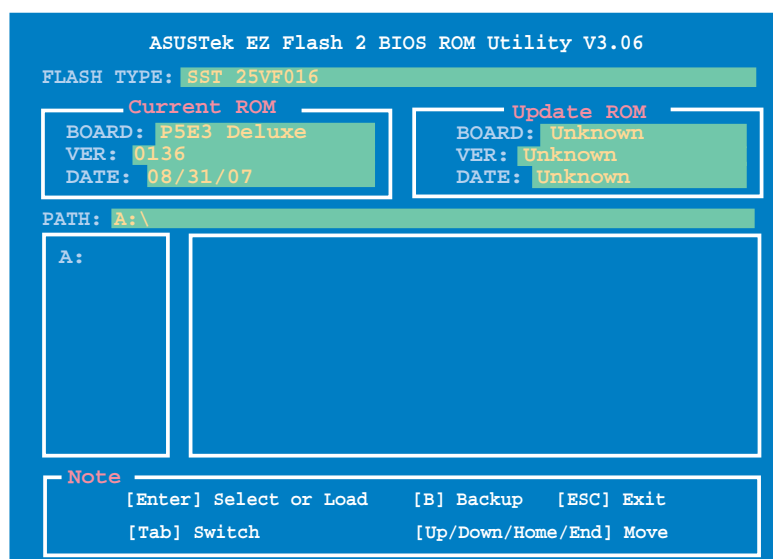 ASUSTek EZ Flash 2 BIOS ROM Utility V3.06
FLASH TYPE: SST 25VF016
Current ROM
BOARD: P5E3 Deluxe
VER: 0136
DATE: 08/31/07
Update ROM
BOARD: Unknown
VER: Unknown
DATE: Unknown
PATH: A:\
A:
Note
[Enter] Select or Load [B] Backup [ESC] Exit
[Tab] Switch [Up/Down/Home/End] Move